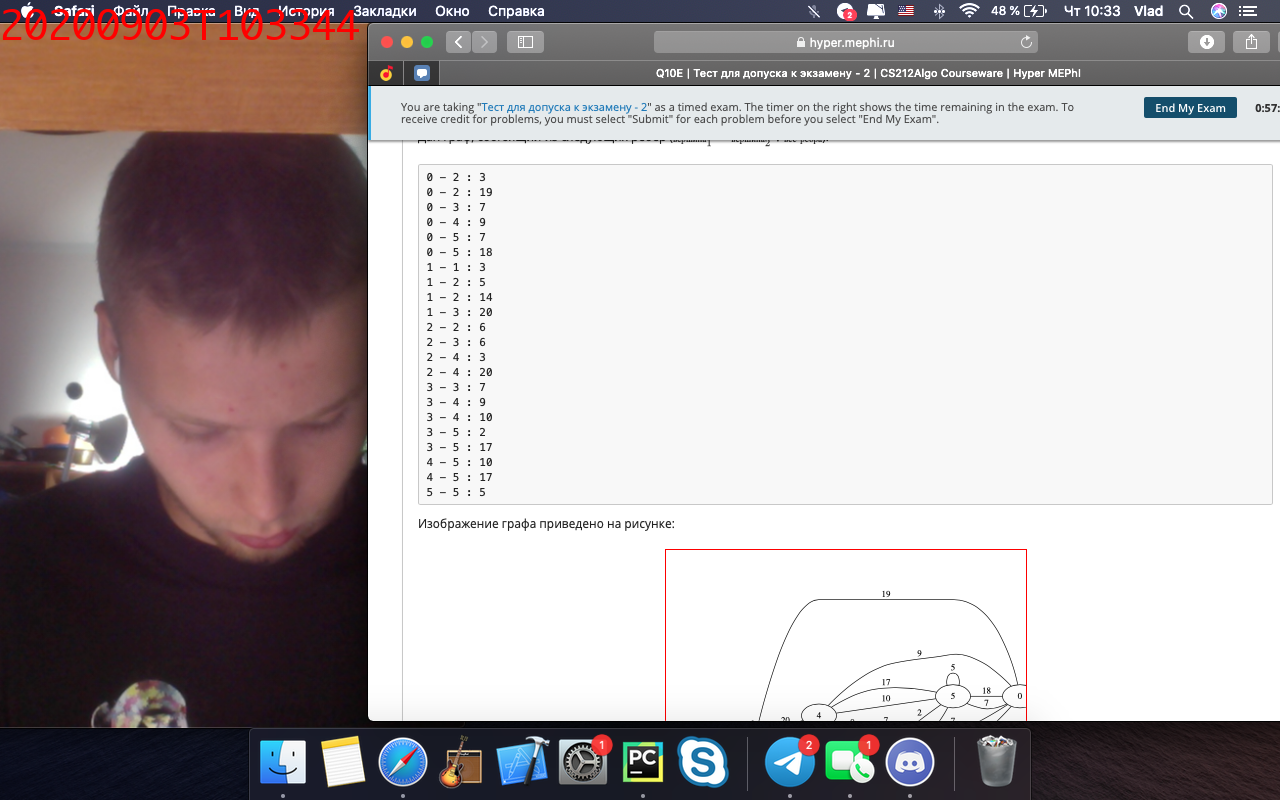 20200903T103344
Safari Файл Правка Вид История Закладки Окно Справка
2
48 %
Чт 10:33 Vlad
hyper.mephi.ru
Q10E | Тест для допуска к экзамену - 2 | CS212Algo Courseware | Hyper MEPhI
You are taking "Тест для допуска к экзамену - 2" as a timed exam. The timer on the right shows the time remaining in the exam. To
receive credit for problems, you must select "Submit" for each problem before you select "End My Exam".
End My Exam
0:57:
0 – 2 : 3
0 – 2 : 19
0 – 3 : 7
0 – 4 : 9
0 – 5 : 7
0 – 5 : 18
1 – 1 : 3
1 – 2 : 5
1 – 2 : 14
1 – 3 : 20
2 – 2 : 6
2 – 3 : 6
2 – 4 : 3
2 – 4 : 20
3 – 3 : 7
3 – 4 : 9
3 – 4 : 10
3 – 5 : 2
3 – 5 : 17
4 – 5 : 10
4 – 5 : 17
5 – 5 : 5
Изображение графа приведено на рисунке:
19
9
5
17
18
5
0
10
7
2
4
1
PC
2
1